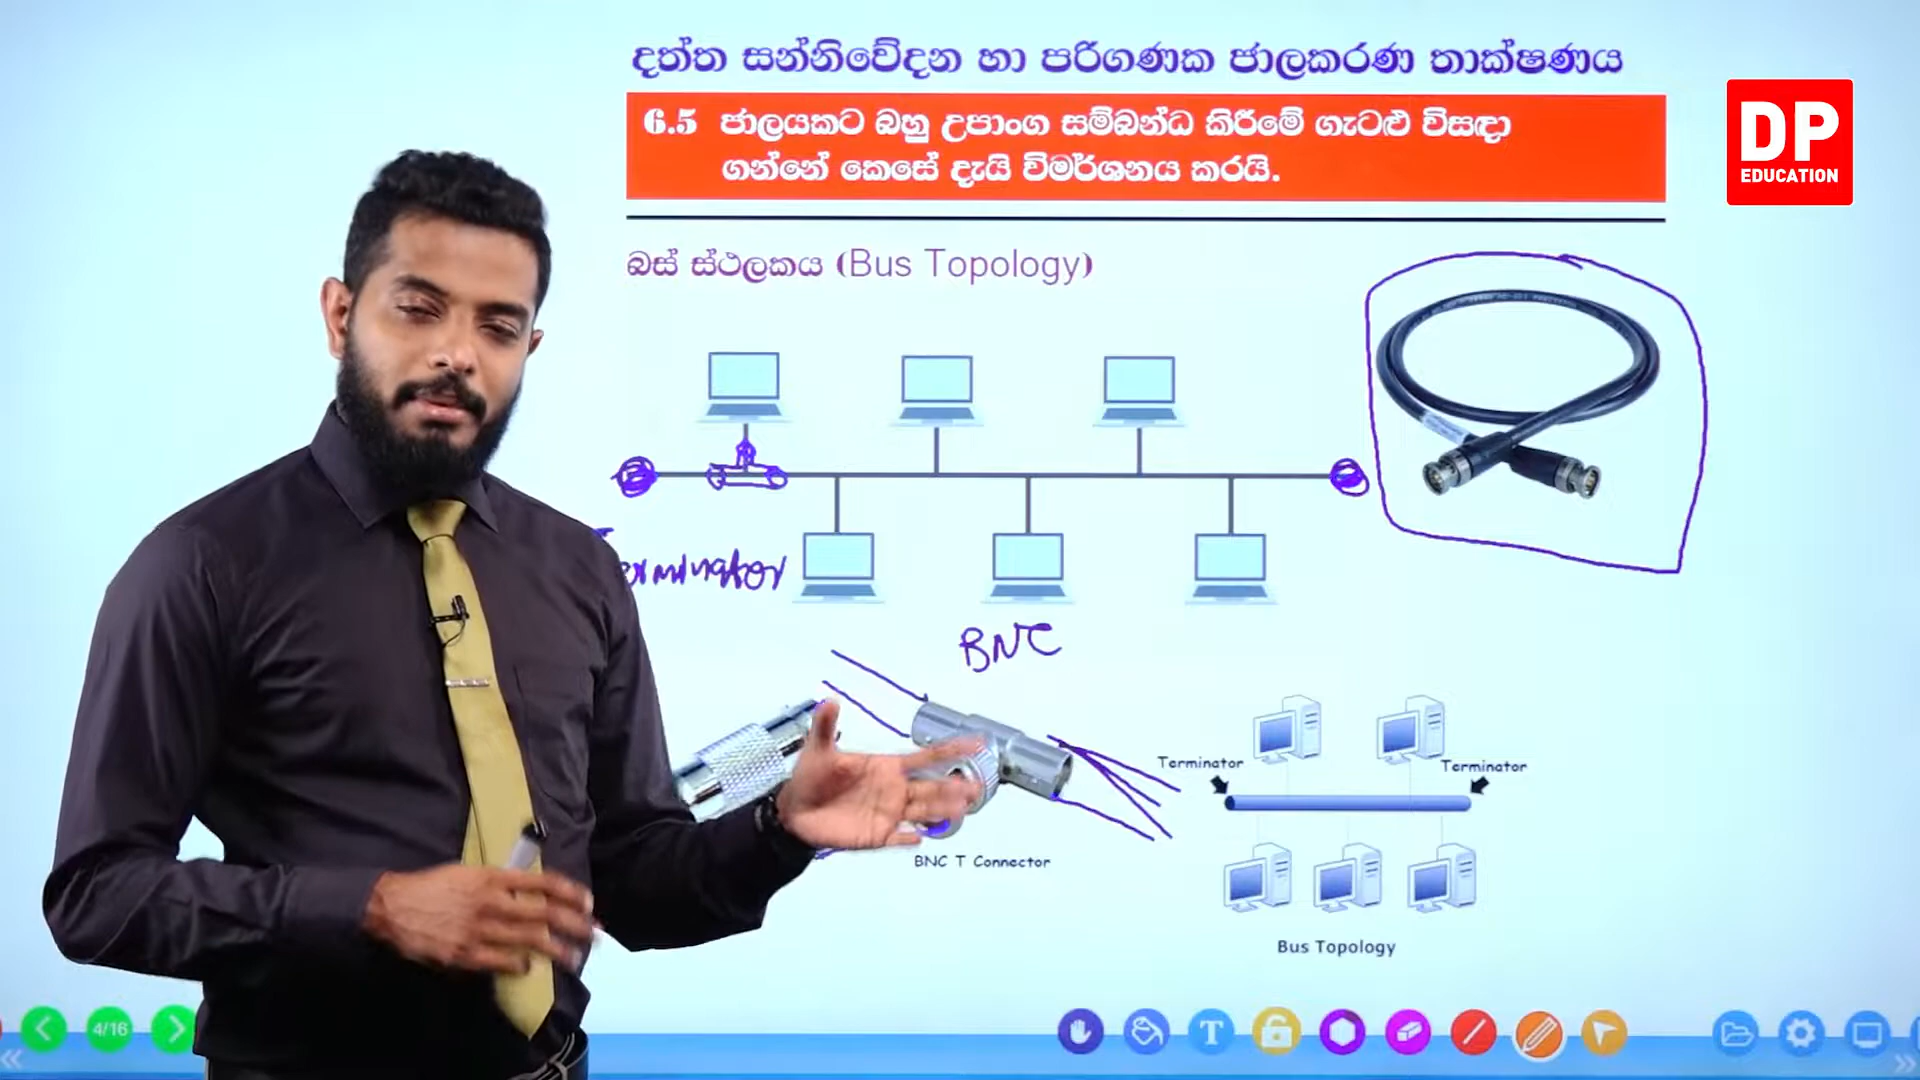 දත්ත සන්නිවේදන හා පරිගණක ජාලකරණ තාක්ෂණය
6.5 ජාලයකට බහු උපාංග සම්බන්ධ කිරීමේ ගැටළු විසඳා
ගන්නේ කෙසේ දැයි විමර්ශනය කරයි.
DP
EDUCATION
බස් ස්ථලකය (Bus Topology)
Terminator
BNC
Terminator
Terminator
BNC T Connector
Bus Topology
4/16
T